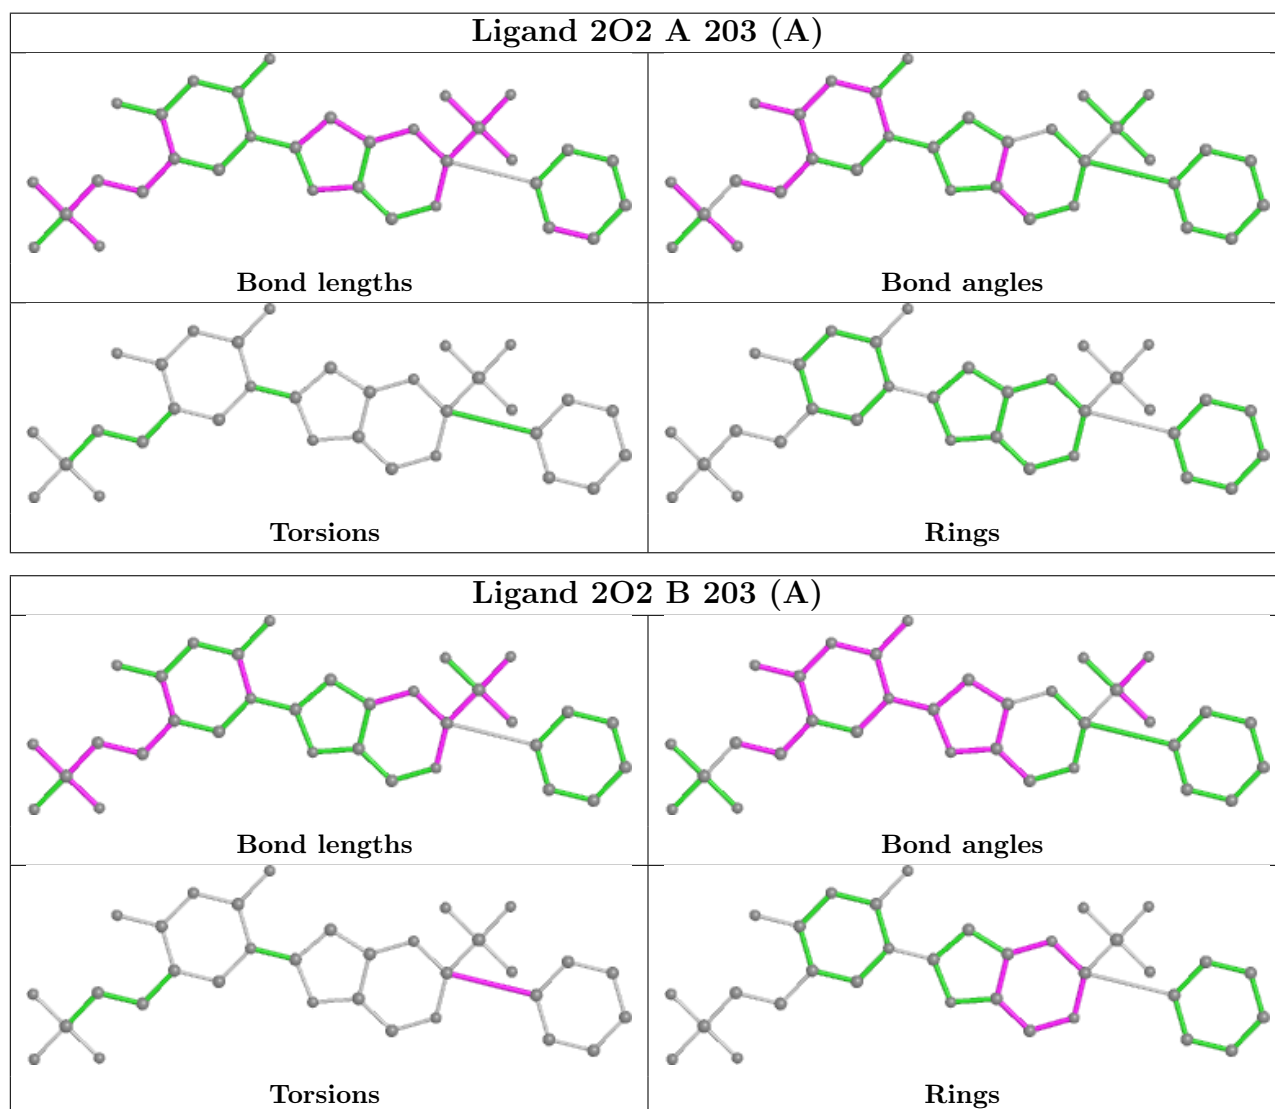 Ligand 2O2 A 203 (A)
Bond lengths
Bond angles
Torsions
Rings
Ligand 2O2 B 203 (A)
Bond lengths
Bond angles
Torsions
Rings